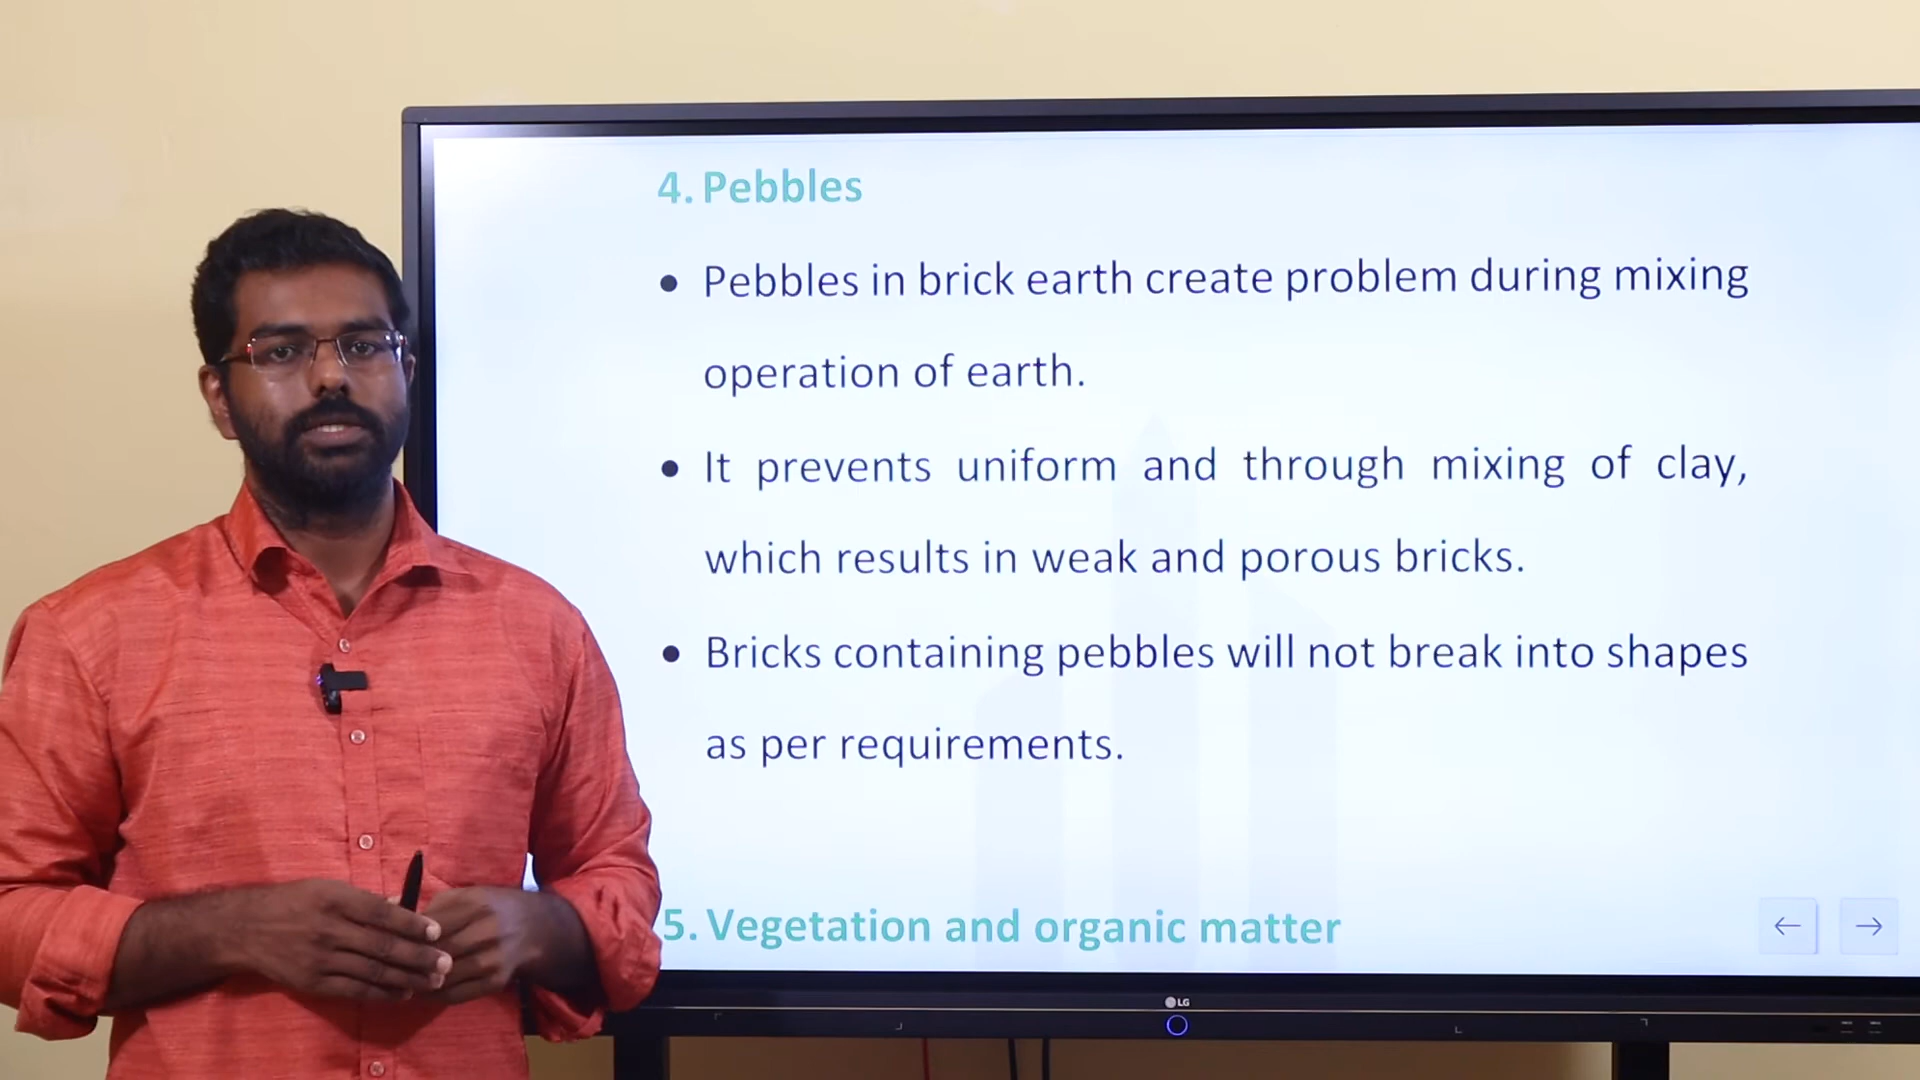 4. Pebbles
● Pebbles in brick earth create problem during mixing
operation of earth.
● It prevents uniform and through mixing of clay,
which results in weak and porous bricks.
● Bricks containing pebbles will not break into shapes
as per requirements.
5. Vegetation and organic matter
LG